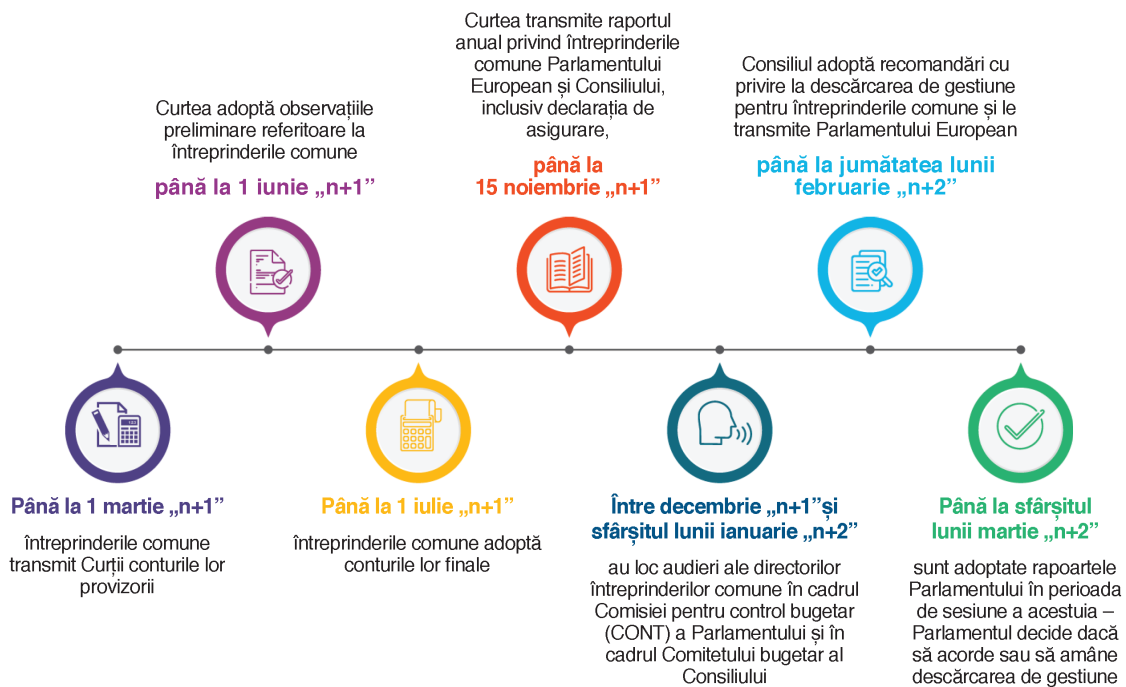 Curtea adoptă observațiile
preliminare referitoare la
întreprinderile comune
până la 1 iunie „n+1”
Curtea transmite raportul
anual privind întreprinderile
comune Parlamentului
European și Consiliului,
inclusiv declarația de
asigurare,
până la
15 noiembrie „n+1”
Consiliul adoptă recomandări cu
privire la descărcarea de gestiune
pentru întreprinderile comune și le
transmite Parlamentului European
până la jumătatea lunii
februarie „n+2”
Până la 1 martie „n+1”
întreprinderile comune
transmit Curții conturile lor
provizorii
Până la 1 iulie „n+1”
întreprinderile comune adoptă
conturile lor finale
Între decembrie „n+1”și
sfârșitul lunii ianuarie „n+2”
au loc audieri ale directorilor
întreprinderilor comune în cadrul
Comisiei pentru control bugetar
(CONT) a Parlamentului și în
cadrul Comitetului bugetar al
Consiliului
Până la sfârșitul
lunii martie „n+2”
sunt adoptate rapoartele
Parlamentului în perioada
de sesiune a acestuia –
Parlamentul decide dacă
să acorde sau să amâne
descărcarea de gestiune